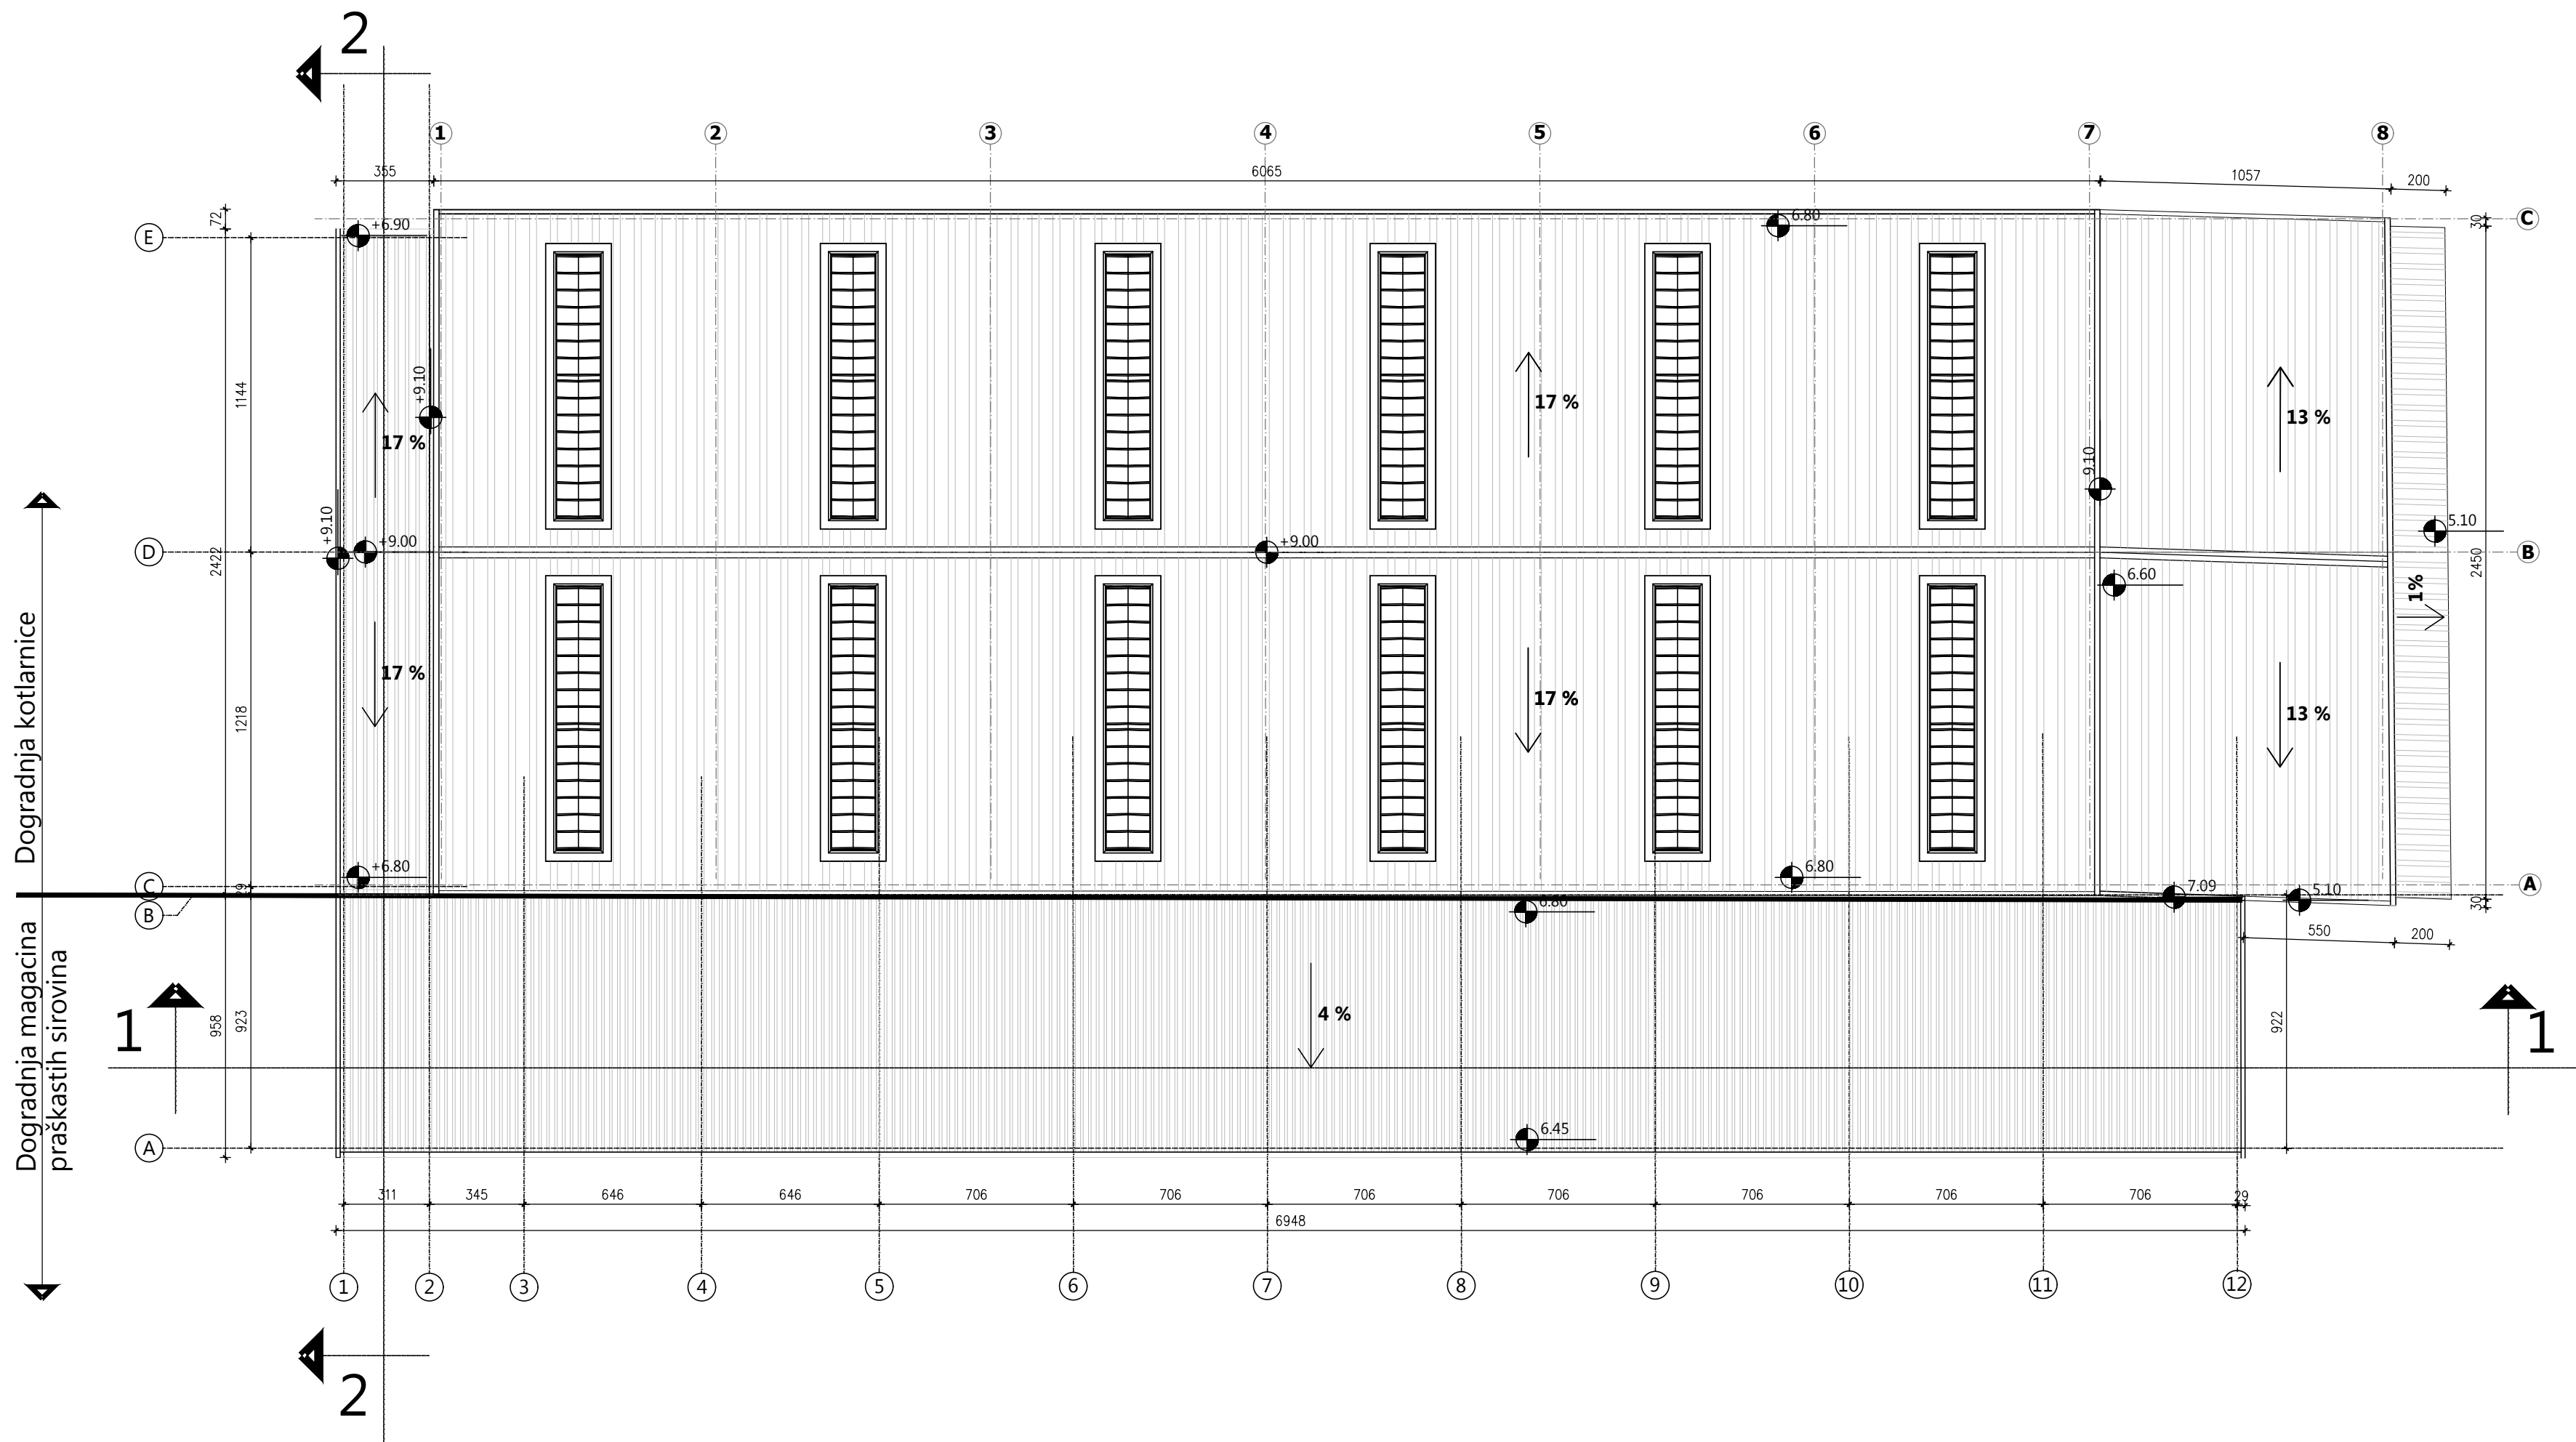 2
1 2 3 4 5 6 7 8
355 6065 1057 200
72
E +6.90 6.80 C
30
+9.10
1144
17 % 17 % 13 %
9.10
+9.10
5.10
D +9.00 +9.00 B
2422 2450
6.60
1%
Dogradnja kotlarnice
17 % 17 % 13 %
1218
+6.80 6.80
C 29 7.09 5.10 A
B 6.80 30
550 200
Dogradnja magacina
praškastih sirovina
1 958 923 4 % 922 1
6.45
A
311 345 646 646 706 706 706 706 706 706 706 29
6948
1 2 3 4 5 6 7 8 9 10 11 12
2